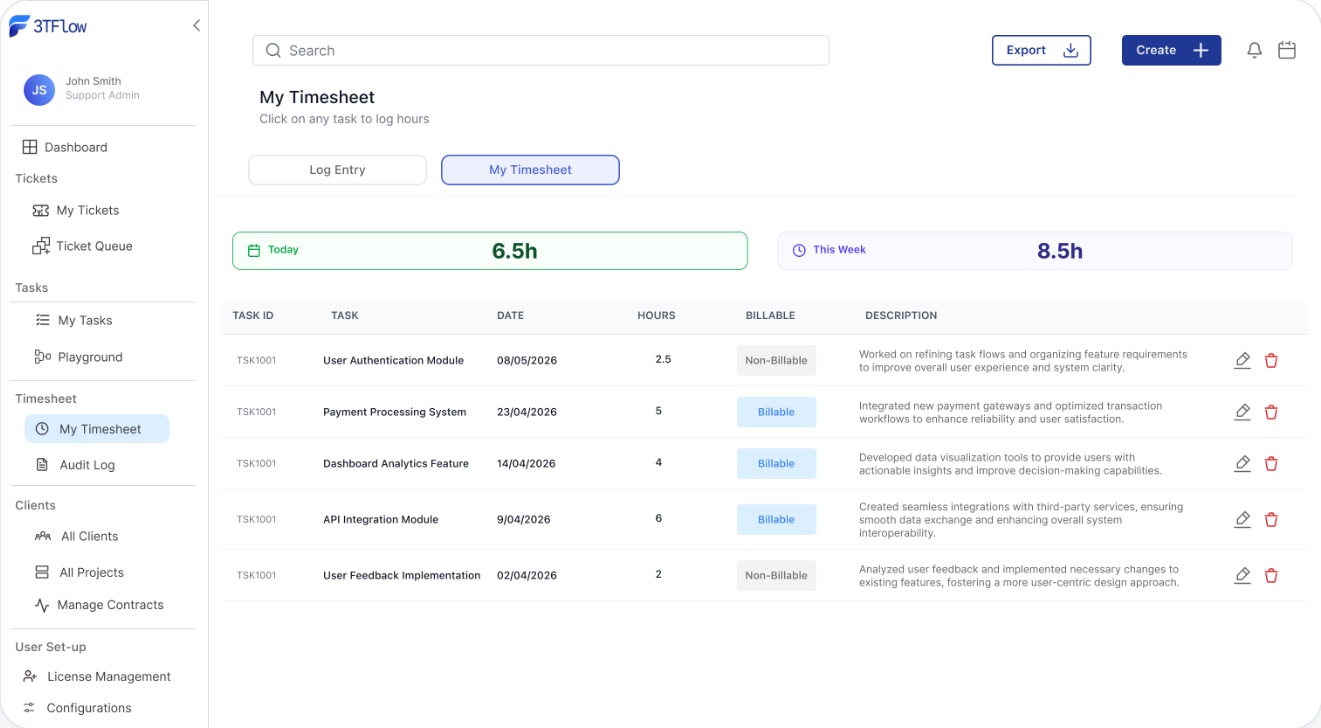 3TFlow
JS
John Smith
Support Admin
Dashboard
Tickets
My Tickets
Ticket Queue
Tasks
My Tasks
Playground
Timesheet
My Timesheet
Audit Log
Clients
All Clients
All Projects
Manage Contracts
User Set-up
License Management
Configurations
Search
Export
Create
My Timesheet
Click on any task to log hours
Log Entry
My Timesheet
Today 6.5h
This Week 8.5h
TASK ID TASK DATE HOURS BILLABLE DESCRIPTION
TSK1001 User Authentication Module 08/05/2026 2.5 Non-Billable Worked on refining task flows and organizing feature requirements
to improve overall user experience and system clarity.
TSK1001 Payment Processing System 23/04/2026 5 Billable Integrated new payment gateways and optimized transaction
workflows to enhance reliability and user satisfaction.
TSK1001 Dashboard Analytics Feature 14/04/2026 4 Billable Developed data visualization tools to provide users with
actionable insights and improve decision-making capabilities.
TSK1001 API Integration Module 9/04/2026 6 Billable Created seamless integrations with third-party services, ensuring
smooth data exchange and enhancing overall system
interoperability.
TSK1001 User Feedback Implementation 02/04/2026 2 Non-Billable Analyzed user feedback and implemented necessary changes to
existing features, fostering a more user-centric design approach.